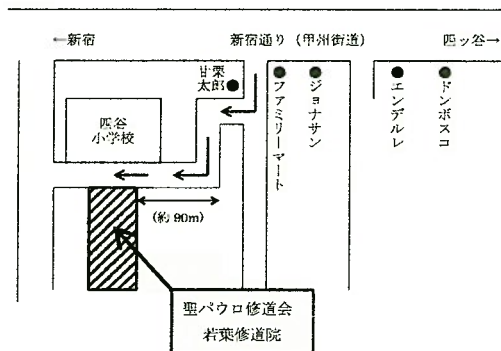 ←新宿
新宿通り（甲州街道）
四ッ谷→
甘栗
太郎
ファミリーマート
ジョナサン
エンデルレ
ドンボスコ
四谷
小学校
(約 90m)
聖パウロ修道会
若葉修道院